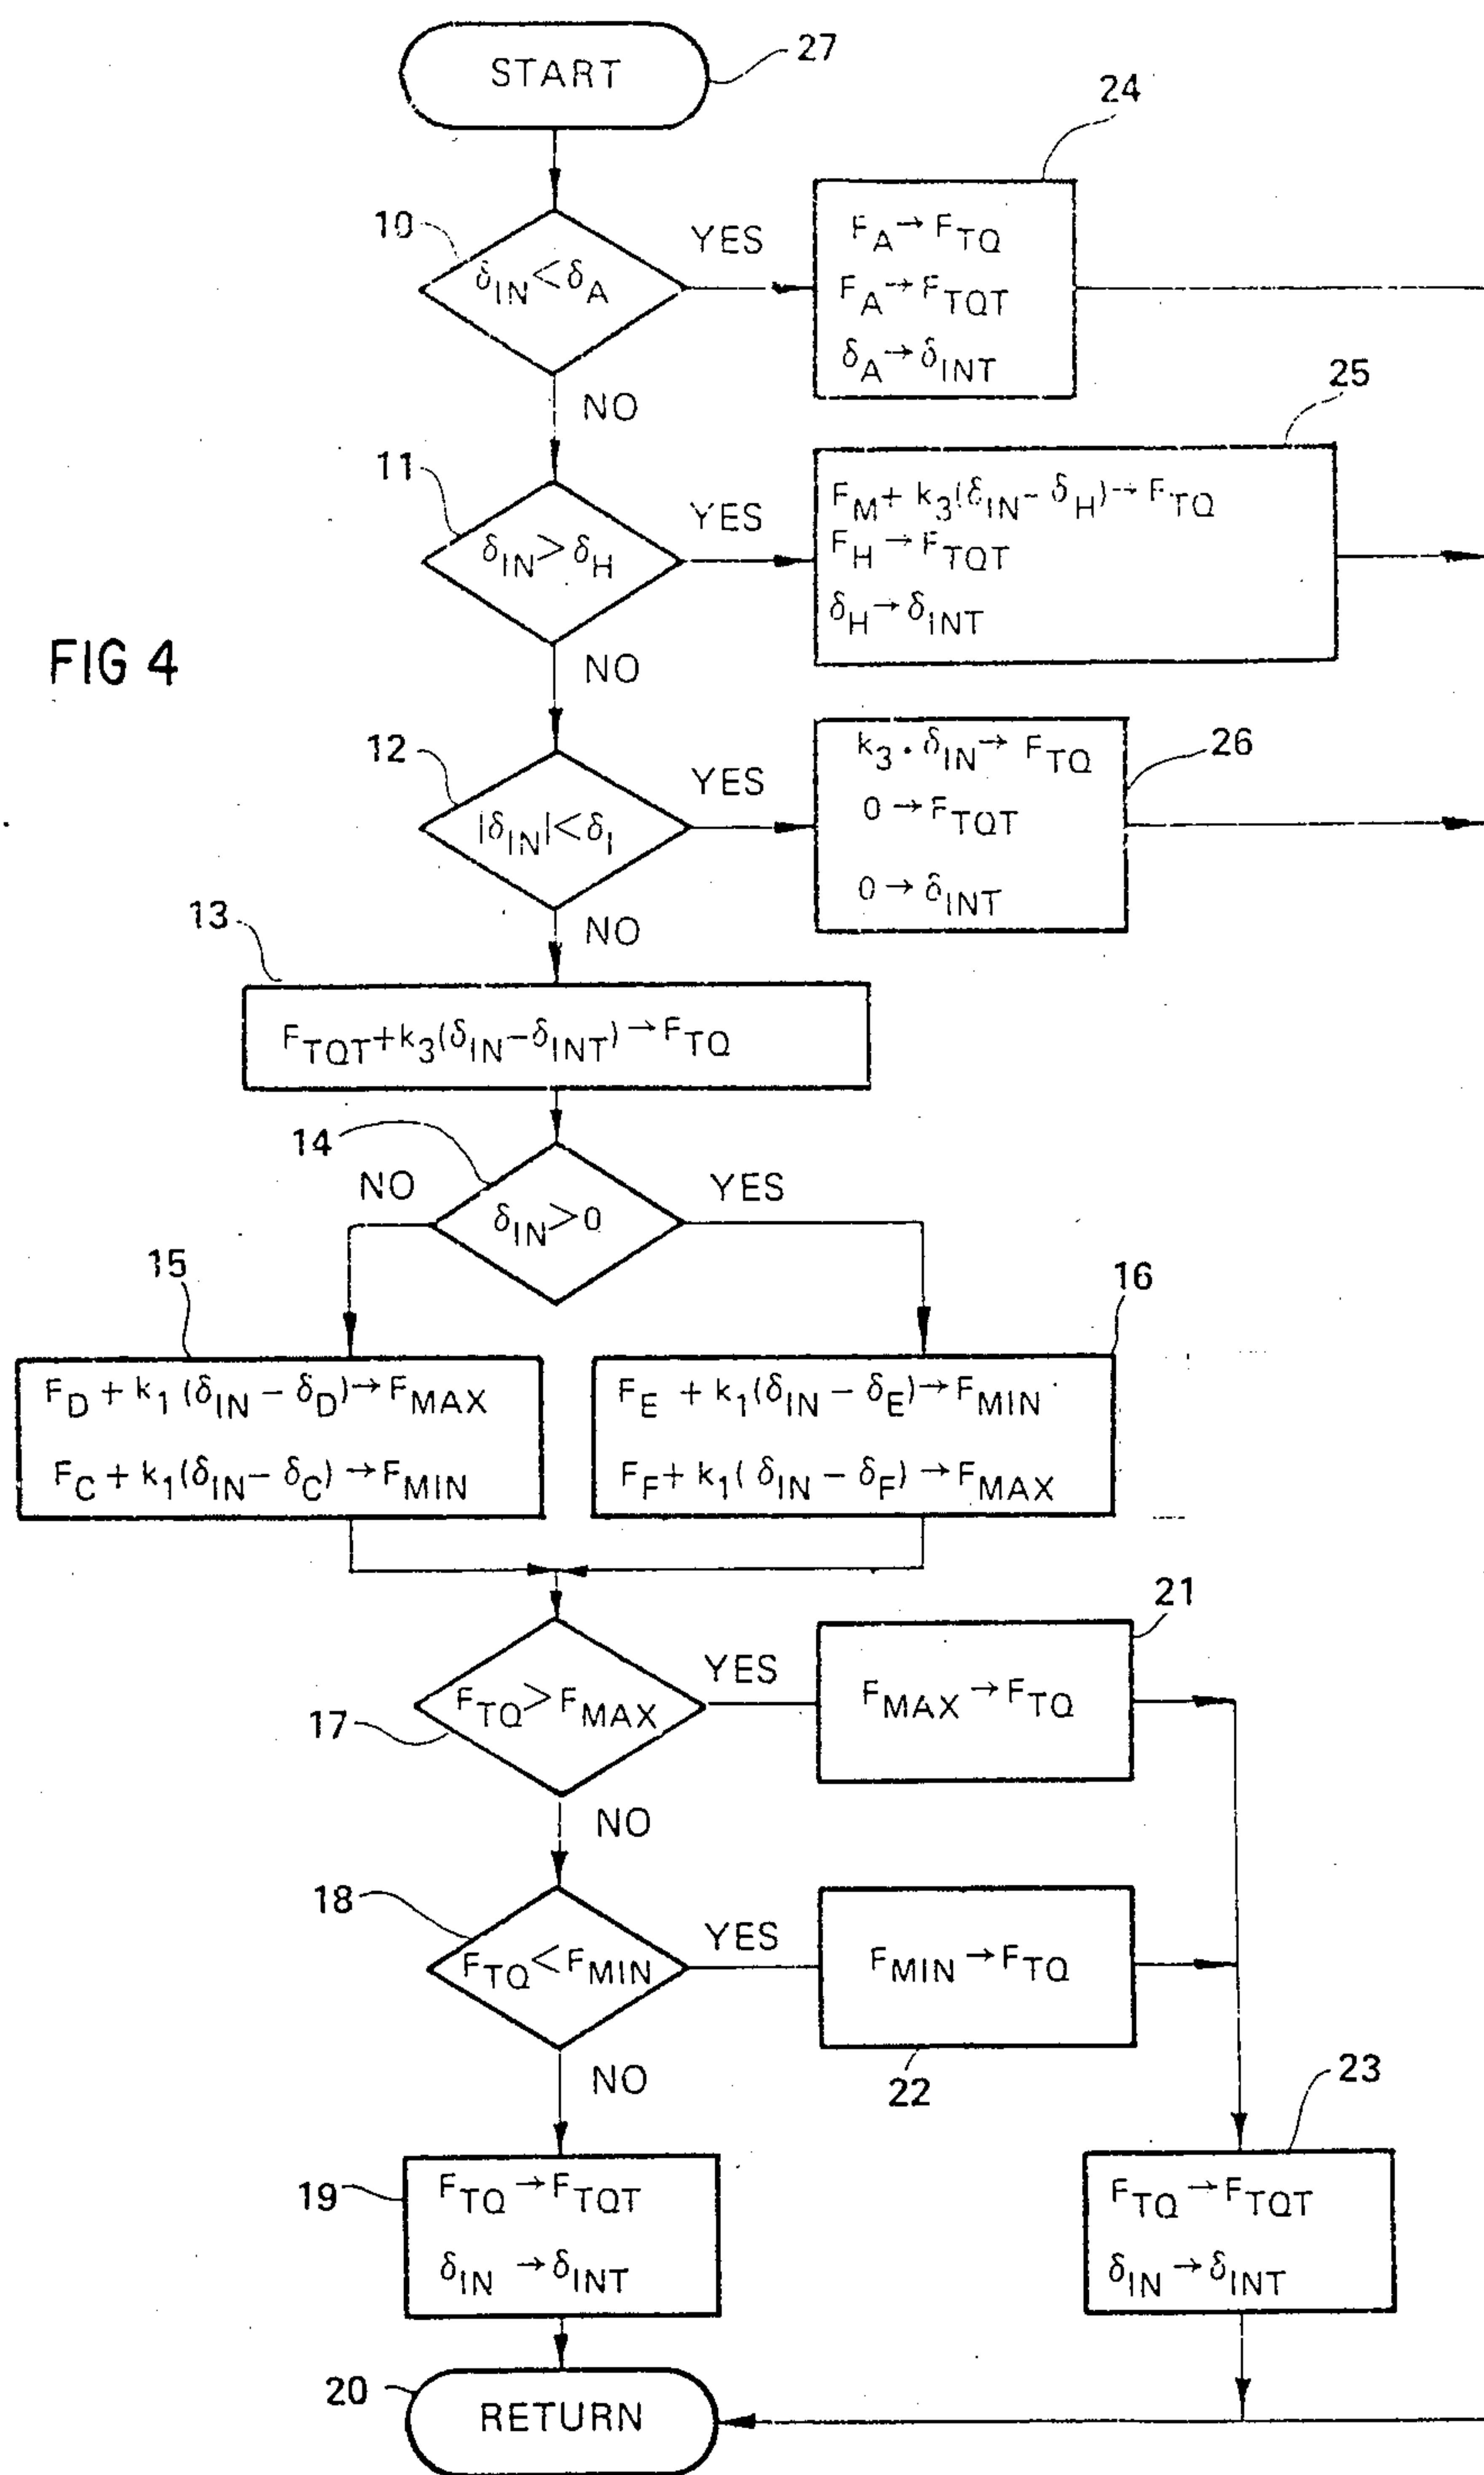 START
27
24
10
δIN<δA
YES
FA→FTQ
FA→FTQT
δA→δINT
NO
25
11
δIN>δH
YES
FM+ k3(δIN- δH)→FTQ
FH→FTQT
δH→δINT
FIG 4
NO
12
|δIN|<δI
YES
k3·δIN→ FTQ
0→FTQT
0→δINT
26
13
NO
FTQT+k3(δIN-δINT)→FTQ
14
NO
YES
δIN>0
15
16
FD+k1(δIN-δD)→FMAX
FC+k1(δIN-δC)→FMIN
FE +k1(δIN-δE)→FMIN
FF+k1( δIN-δF)→FMAX
21
17
FTQ>FMAX
YES
FMAX→FTQ
NO
18
FTQ<FMIN
YES
FMIN→FTQ
22
NO
23
19
FTQ→FTQT
δIN →δINT
FTQ→FTQT
δIN→δINT
20
RETURN